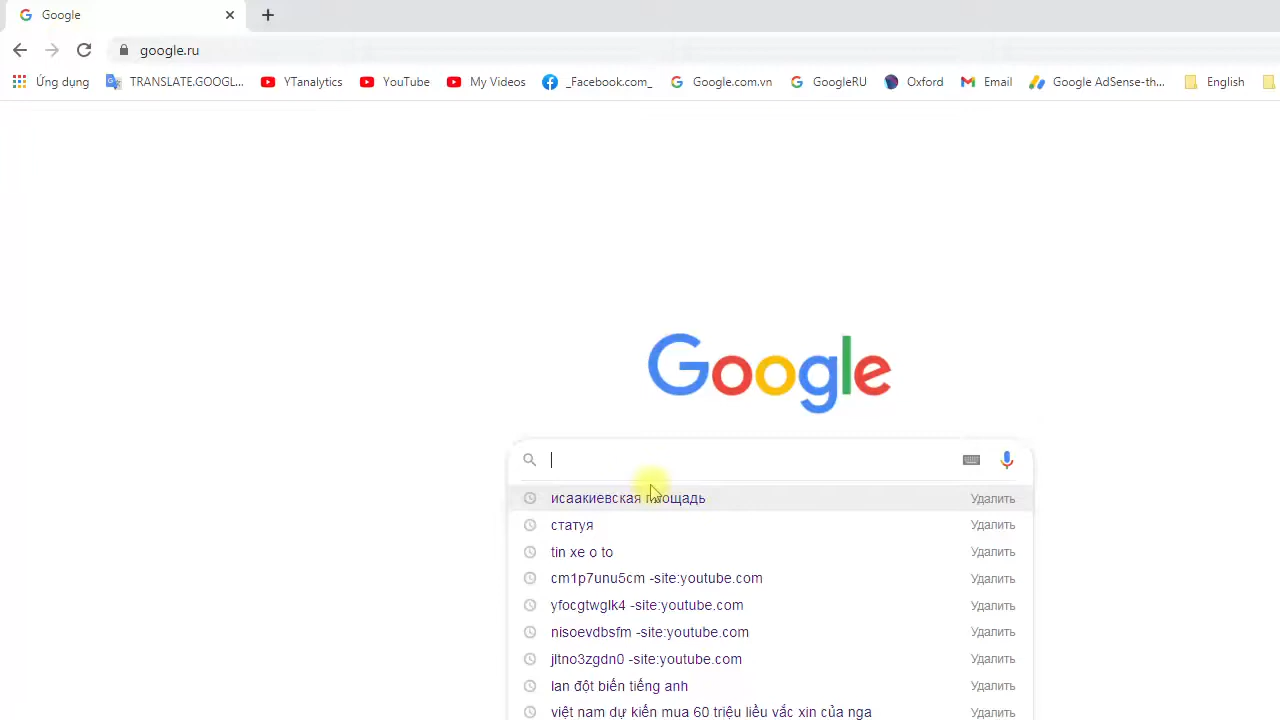 Google
google.ru
Ứng dụng TRANSLATE.GOOGL... YTanalytics YouTube My Videos _Facebook.com_ Google.com.vn GoogleRU Oxford Email Google AdSense-th... English
Google
исаакиевская площадь Удалить
статуя Удалить
tin xe o to Удалить
cm1p7unu5cm -site:youtube.com Удалить
yfocgtwglk4 -site:youtube.com Удалить
nisoevdbsfm -site:youtube.com Удалить
jltno3zgdn0 -site:youtube.com Удалить
lan đột biến tiếng anh Удалить
việt nam dự kiến mua 60 triệu liều vắc xin của nga Удалить